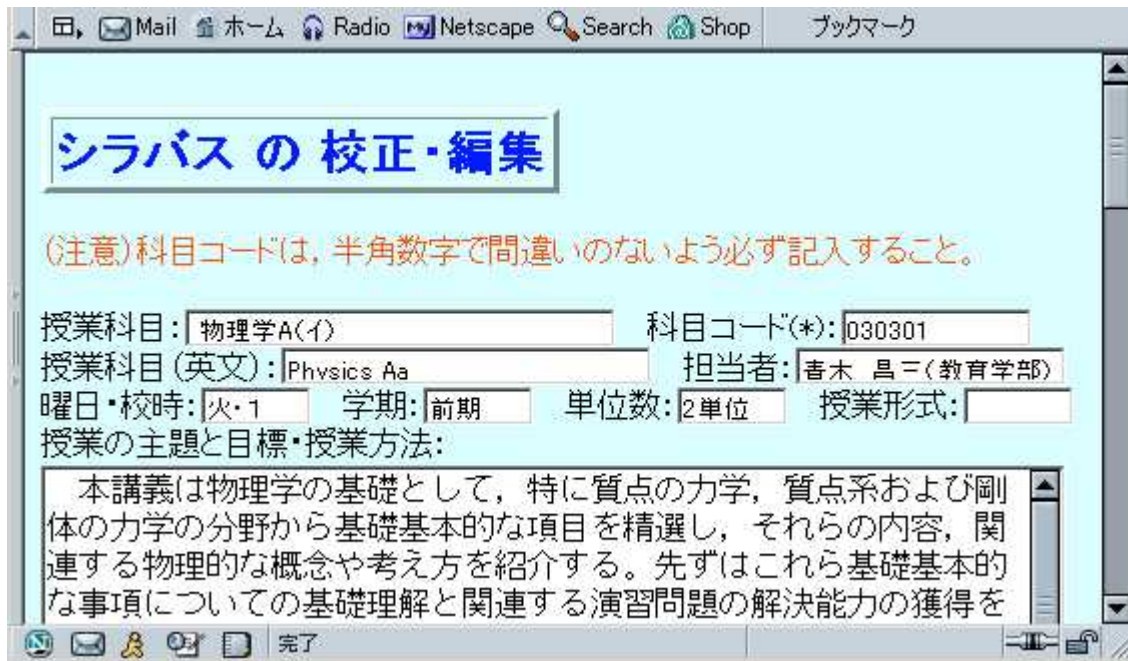 Mail ホーム Radio My Netscape Search Shop ブックマーク
シラバス の 校正・編集
(注意)科目コードは, 半角数字で間違いのないよう必ず記入すること。
授業科目: 物理学A(イ) 科目コード(*): 030301
授業科目(英文): Physics Aa 担当者: 青木 昌三(教育学部)
曜日・校時: 火・1 学期: 前期 単位数: 2単位 授業形式:
授業の主題と目標・授業方法:
本講義は物理学の基礎として, 特に質点の力学, 質点系および剛
体の力学の分野から基礎基本的な項目を精選し, それらの内容, 関
連する物理的な概念や考え方を紹介する。先ずはこれら基礎基本的
な事項についての基礎理解と関連する演習問題の解決能力の獲得を
完了